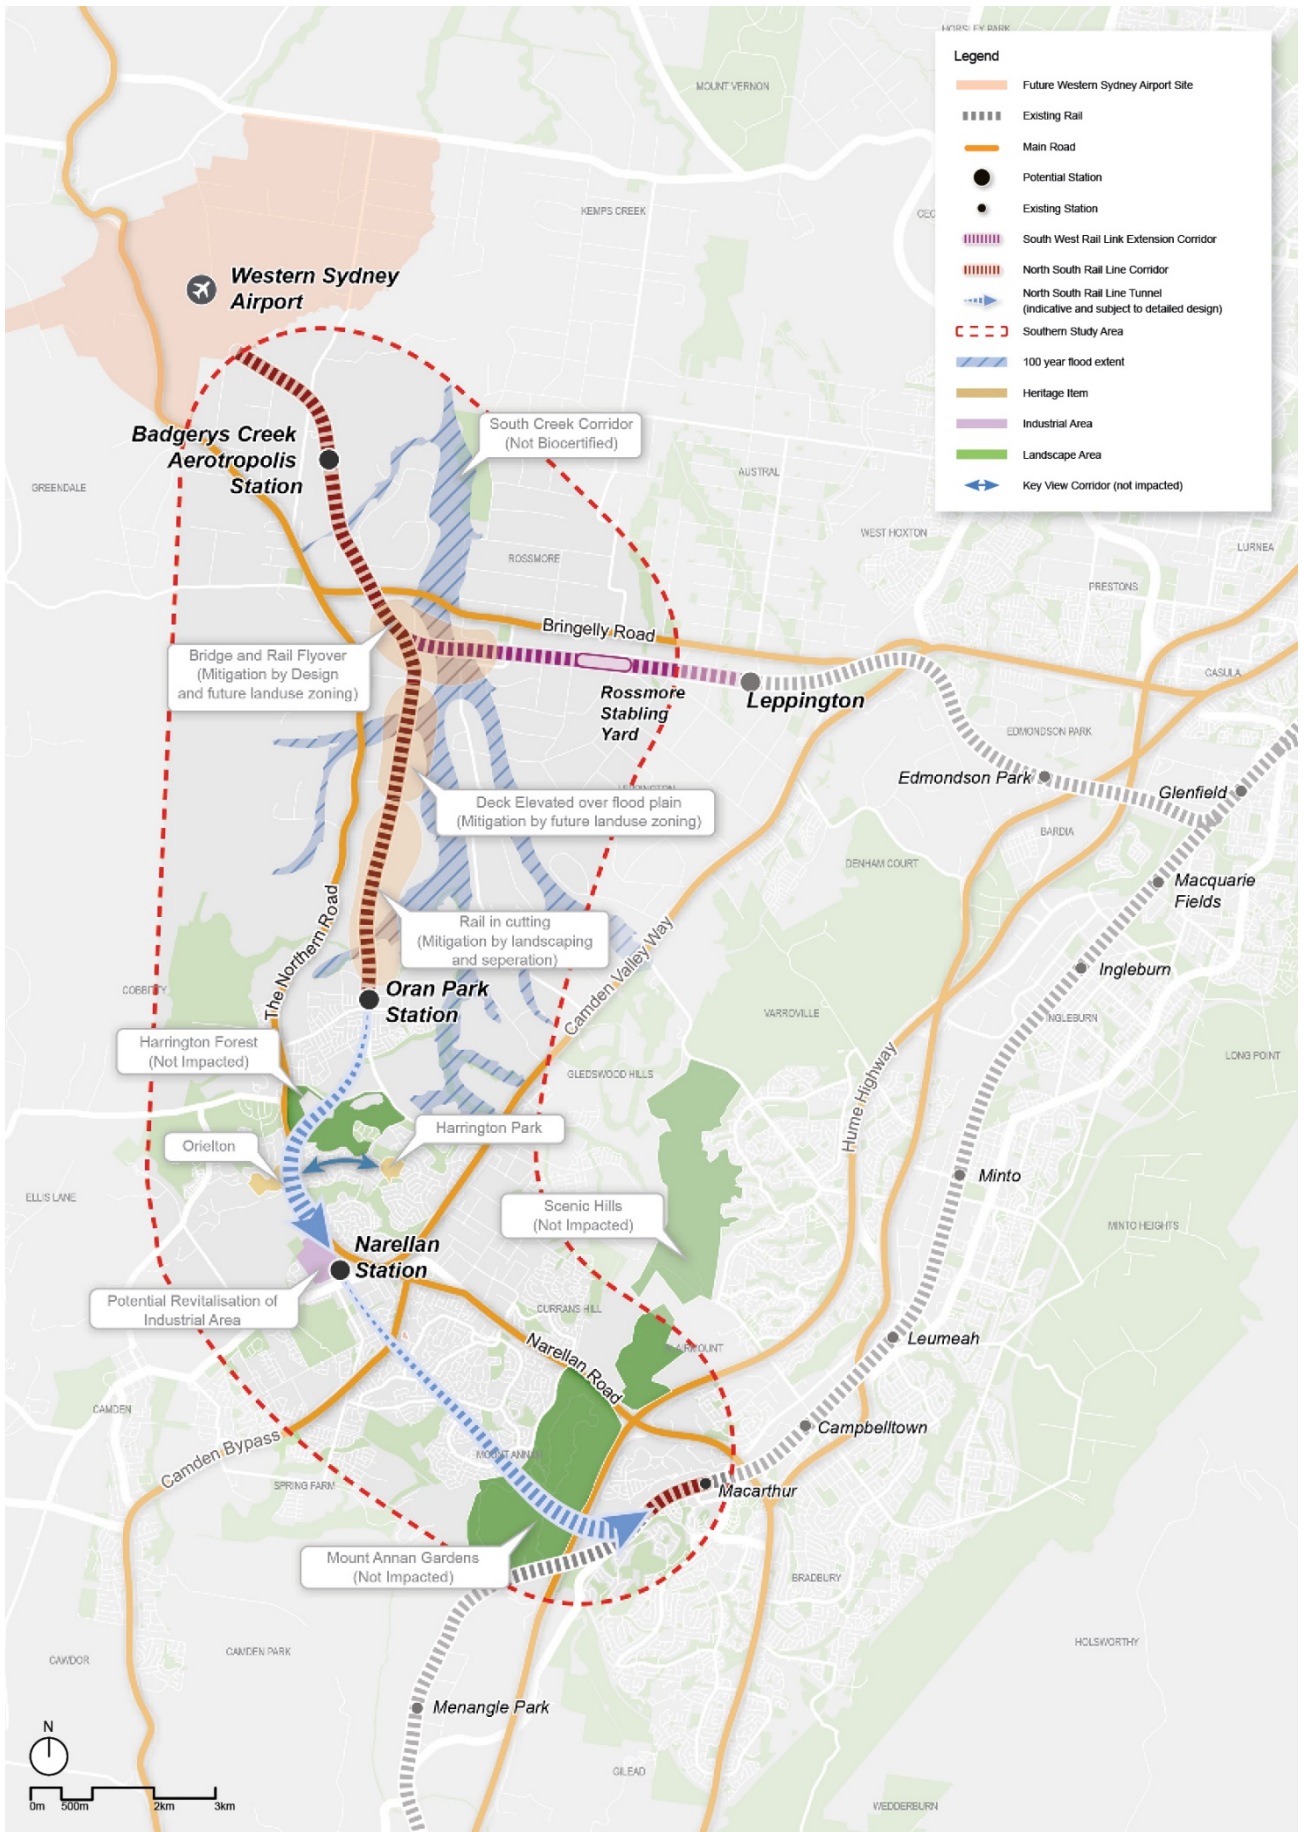 HORSLEY PARK
MOUNT VERNON
KEMPS CREEK
Legend
Future Western Sydney Airport Site
Existing Rail
Main Road
Potential Station
Existing Station
South West Rail Link Extension Corridor
North South Rail Line Corridor
North South Rail Line Tunnel
(indicative and subject to detailed design)
Southern Study Area
100 year flood extent
Heritage Item
Industrial Area
Landscape Area
Key View Corridor (not impacted)
Western Sydney
Airport
Badgerys Creek
Aerotropolis
Station
South Creek Corridor
(Not Biocertified)
GREENDALE
AUSTRAL
WEST HOXTON
LURNEA
ROSSMORE
PRESTONS
Bringelly Road
Bridge and Rail Flyover
(Mitigation by Design
and future landuse zoning)
Rossmore
Stabling
Yard
Leppington
CASULA
EDMONDSON PARK
Edmondson Park
Glenfield
Deck Elevated over flood plain
(Mitigation by future landuse zoning)
BARDIA
DENHAM COURT
Macquarie
Fields
The Northern Road
Rail in cutting
(Mitigation by landscaping
and seperation)
Camden Valley Way
Ingleburn
COBBITTY
Oran Park
Station
VARROVILLE
INGLEBURN
LONG POINT
Harrington Forest
(Not Impacted)
GLEDSWOOD HILLS
Hume Highway
Harrington Park
Orielton
Minto
ELLIS LANE
Scenic Hills
(Not Impacted)
MINTO HEIGHTS
Narellan
Station
Potential Revitalisation of
Industrial Area
CURRANS HILL
Narellan Road
Leumeah
CAMDEN
Camden Bypass
Campbelltown
MOUNT ANNAN
SPRING FARM
Macarthur
Mount Annan Gardens
(Not Impacted)
BRADBURY
CAWDOR
CAMDEN PARK
HOLSWORTHY
Menangle Park
N
0m 500m 2km 3km
GILEAD
WEDDERBURN